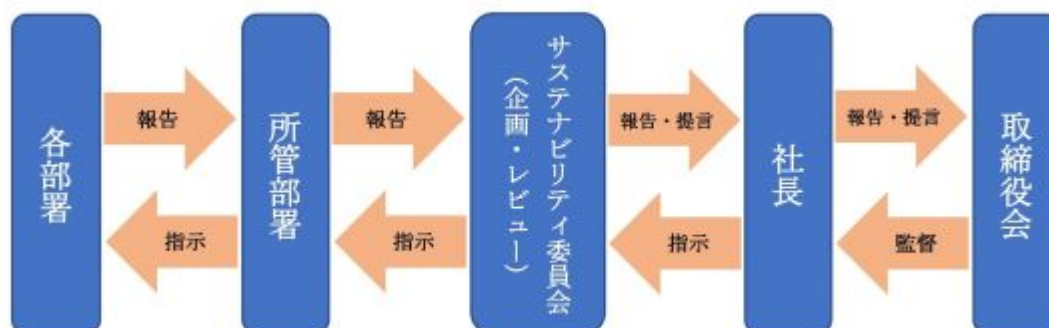 各部署
報告
指示
所管部署
報告
指示
サステナビリティ委員会
（企画・レビュー）
報告・提言
指示
社長
報告・提言
監督
取締役会